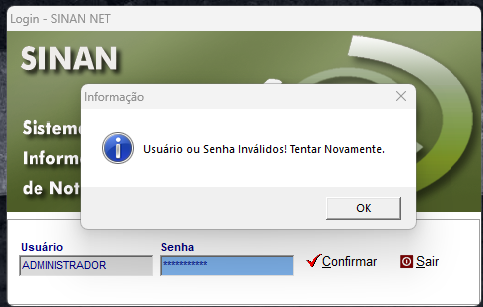 Login - SINAN NET
SINAN
Informação
Sistema
Usuário ou Senha Inválidos! Tentar Novamente.
Inform
de Not
OK
Usuário
Senha
ADMINISTRADOR
***********
Confirmar
Sair